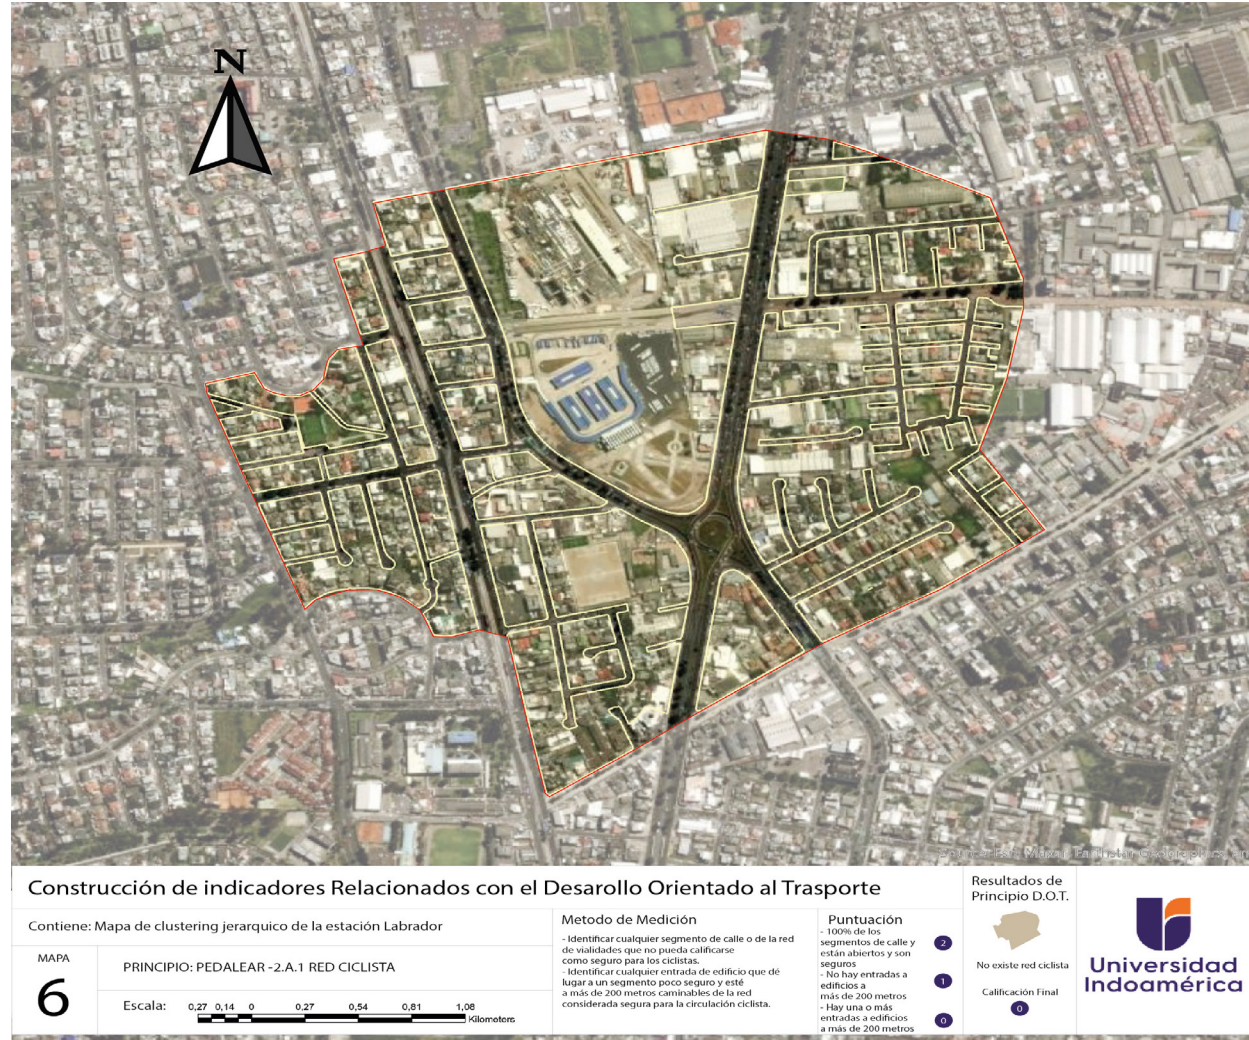 N
Construcción de indicadores Relacionados con el Desarollo Orientado al Trasporte
Contiene: Mapa de clustering jerarquico de la estación Labrador
MAPA
6
PRINCIPIO: PEDALEAR -2.A.1 RED CICLISTA
Escala:
0,27 0,14 0 0,27 0,54 0,81 1,08
Kilometers
Metodo de Medición
- Identificar cualquier segmento de calle o de la red
de vialidades que no pueda calificarse
como seguro para los ciclistas.
- Identificar cualquier entrada de edificio que dé
lugar a un segmento poco seguro y esté
a más de 200 metros caminables de la red
considerada segura para la circulación ciclista.
Puntuación
- 100% de los
segmentos de calle y
están abiertos y son
seguros
2
- No hay entradas a
edificios a
más de 200 metros
1
- Hay una o más
entradas a edificios
a más de 200 metros
0
Resultados de
Principio D.O.T.
No existe red ciclista
Calificación Final
0
Universidad
Indoamérica